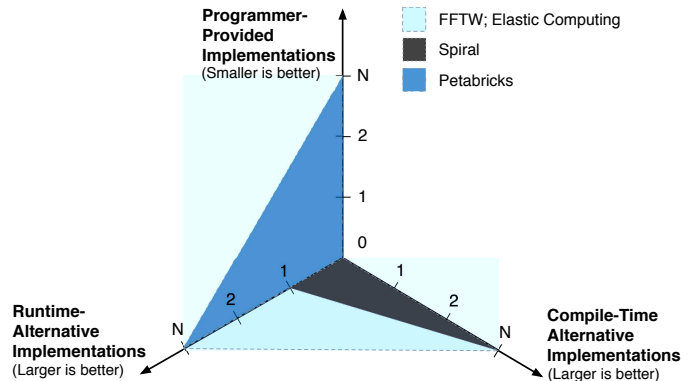 Programmer-
Provided
Implementations
(Smaller is better)
FFTW; Elastic Computing
Spiral
Petabricks
N
2
1
0
1
2
N
1
2
N
Runtime-
Alternative
Implementations
(Larger is better)
Compile-Time
Alternative
Implementations
(Larger is better)